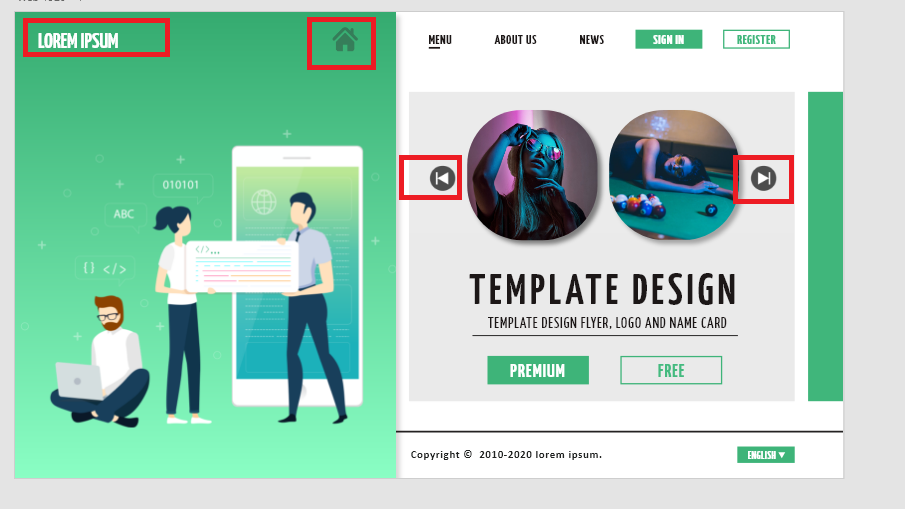 LOREM IPSUM
MENU
ABOUT US
NEWS
SIGN IN
REGISTER
010101
ABC
{} </>
</>...
TEMPLATE DESIGN
TEMPLATE DESIGN FLYER, LOGO AND NAME CARD
PREMIUM
FREE
Copyright © 2010-2020 lorem ipsum.
ENGLISH ▼